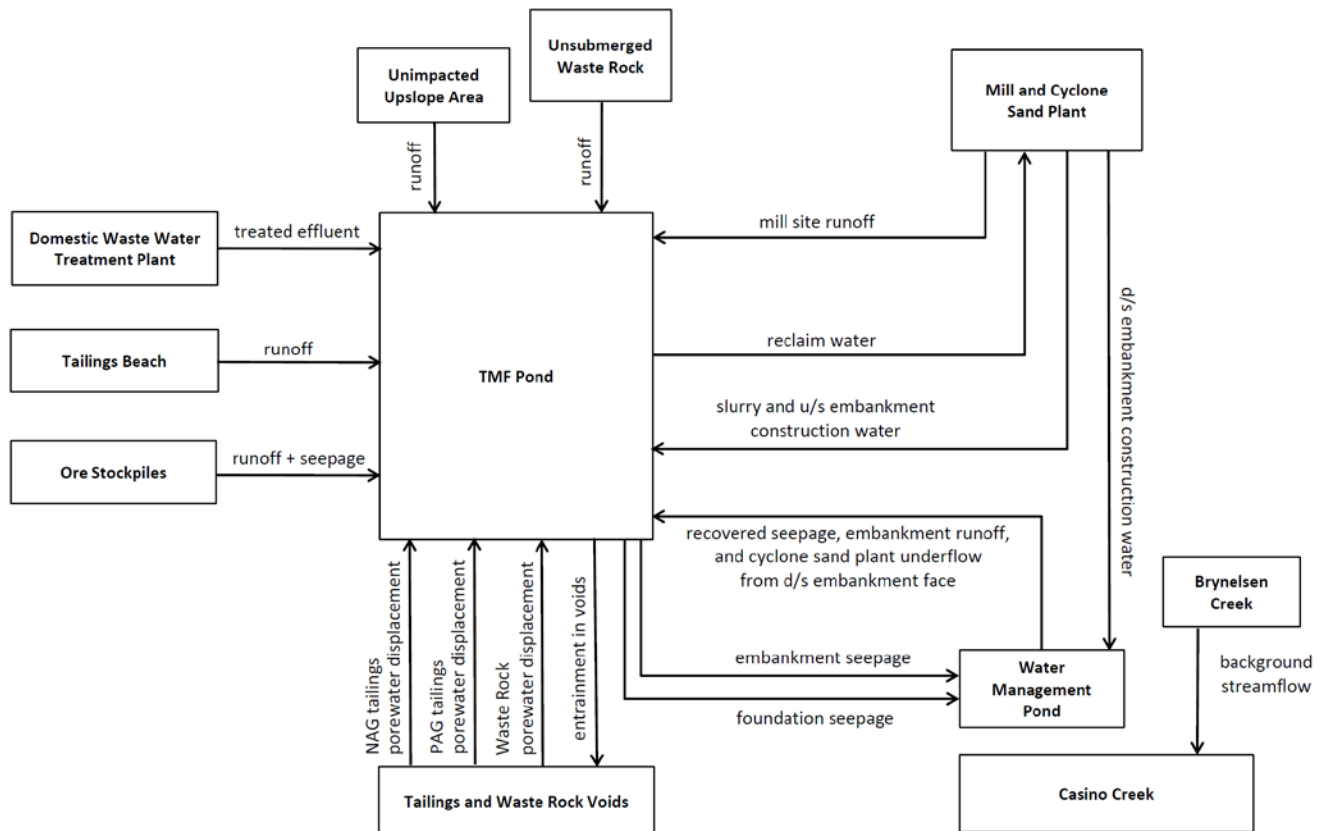 Unimpacted
Upslope Area
Unsubmerged
Waste Rock
Mill and Cyclone
Sand Plant
runoff
runoff
Domestic Waste Water
Treatment Plant
treated effluent
mill site runoff
Tailings Beach
runoff
TMF Pond
reclaim water
d/s embankment construction water
slurry and u/s embankment
construction water
Ore Stockpiles
runoff + seepage
recovered seepage, embankment runoff,
and cyclone sand plant underflow
from d/s embankment face
NAG tailings
porewater displacement
PAG tailings
porewater displacement
Waste Rock
porewater displacement
entrainment in voids
embankment seepage
foundation seepage
Water
Management
Pond
Brynelsen
Creek
background
streamflow
Tailings and Waste Rock Voids
Casino Creek